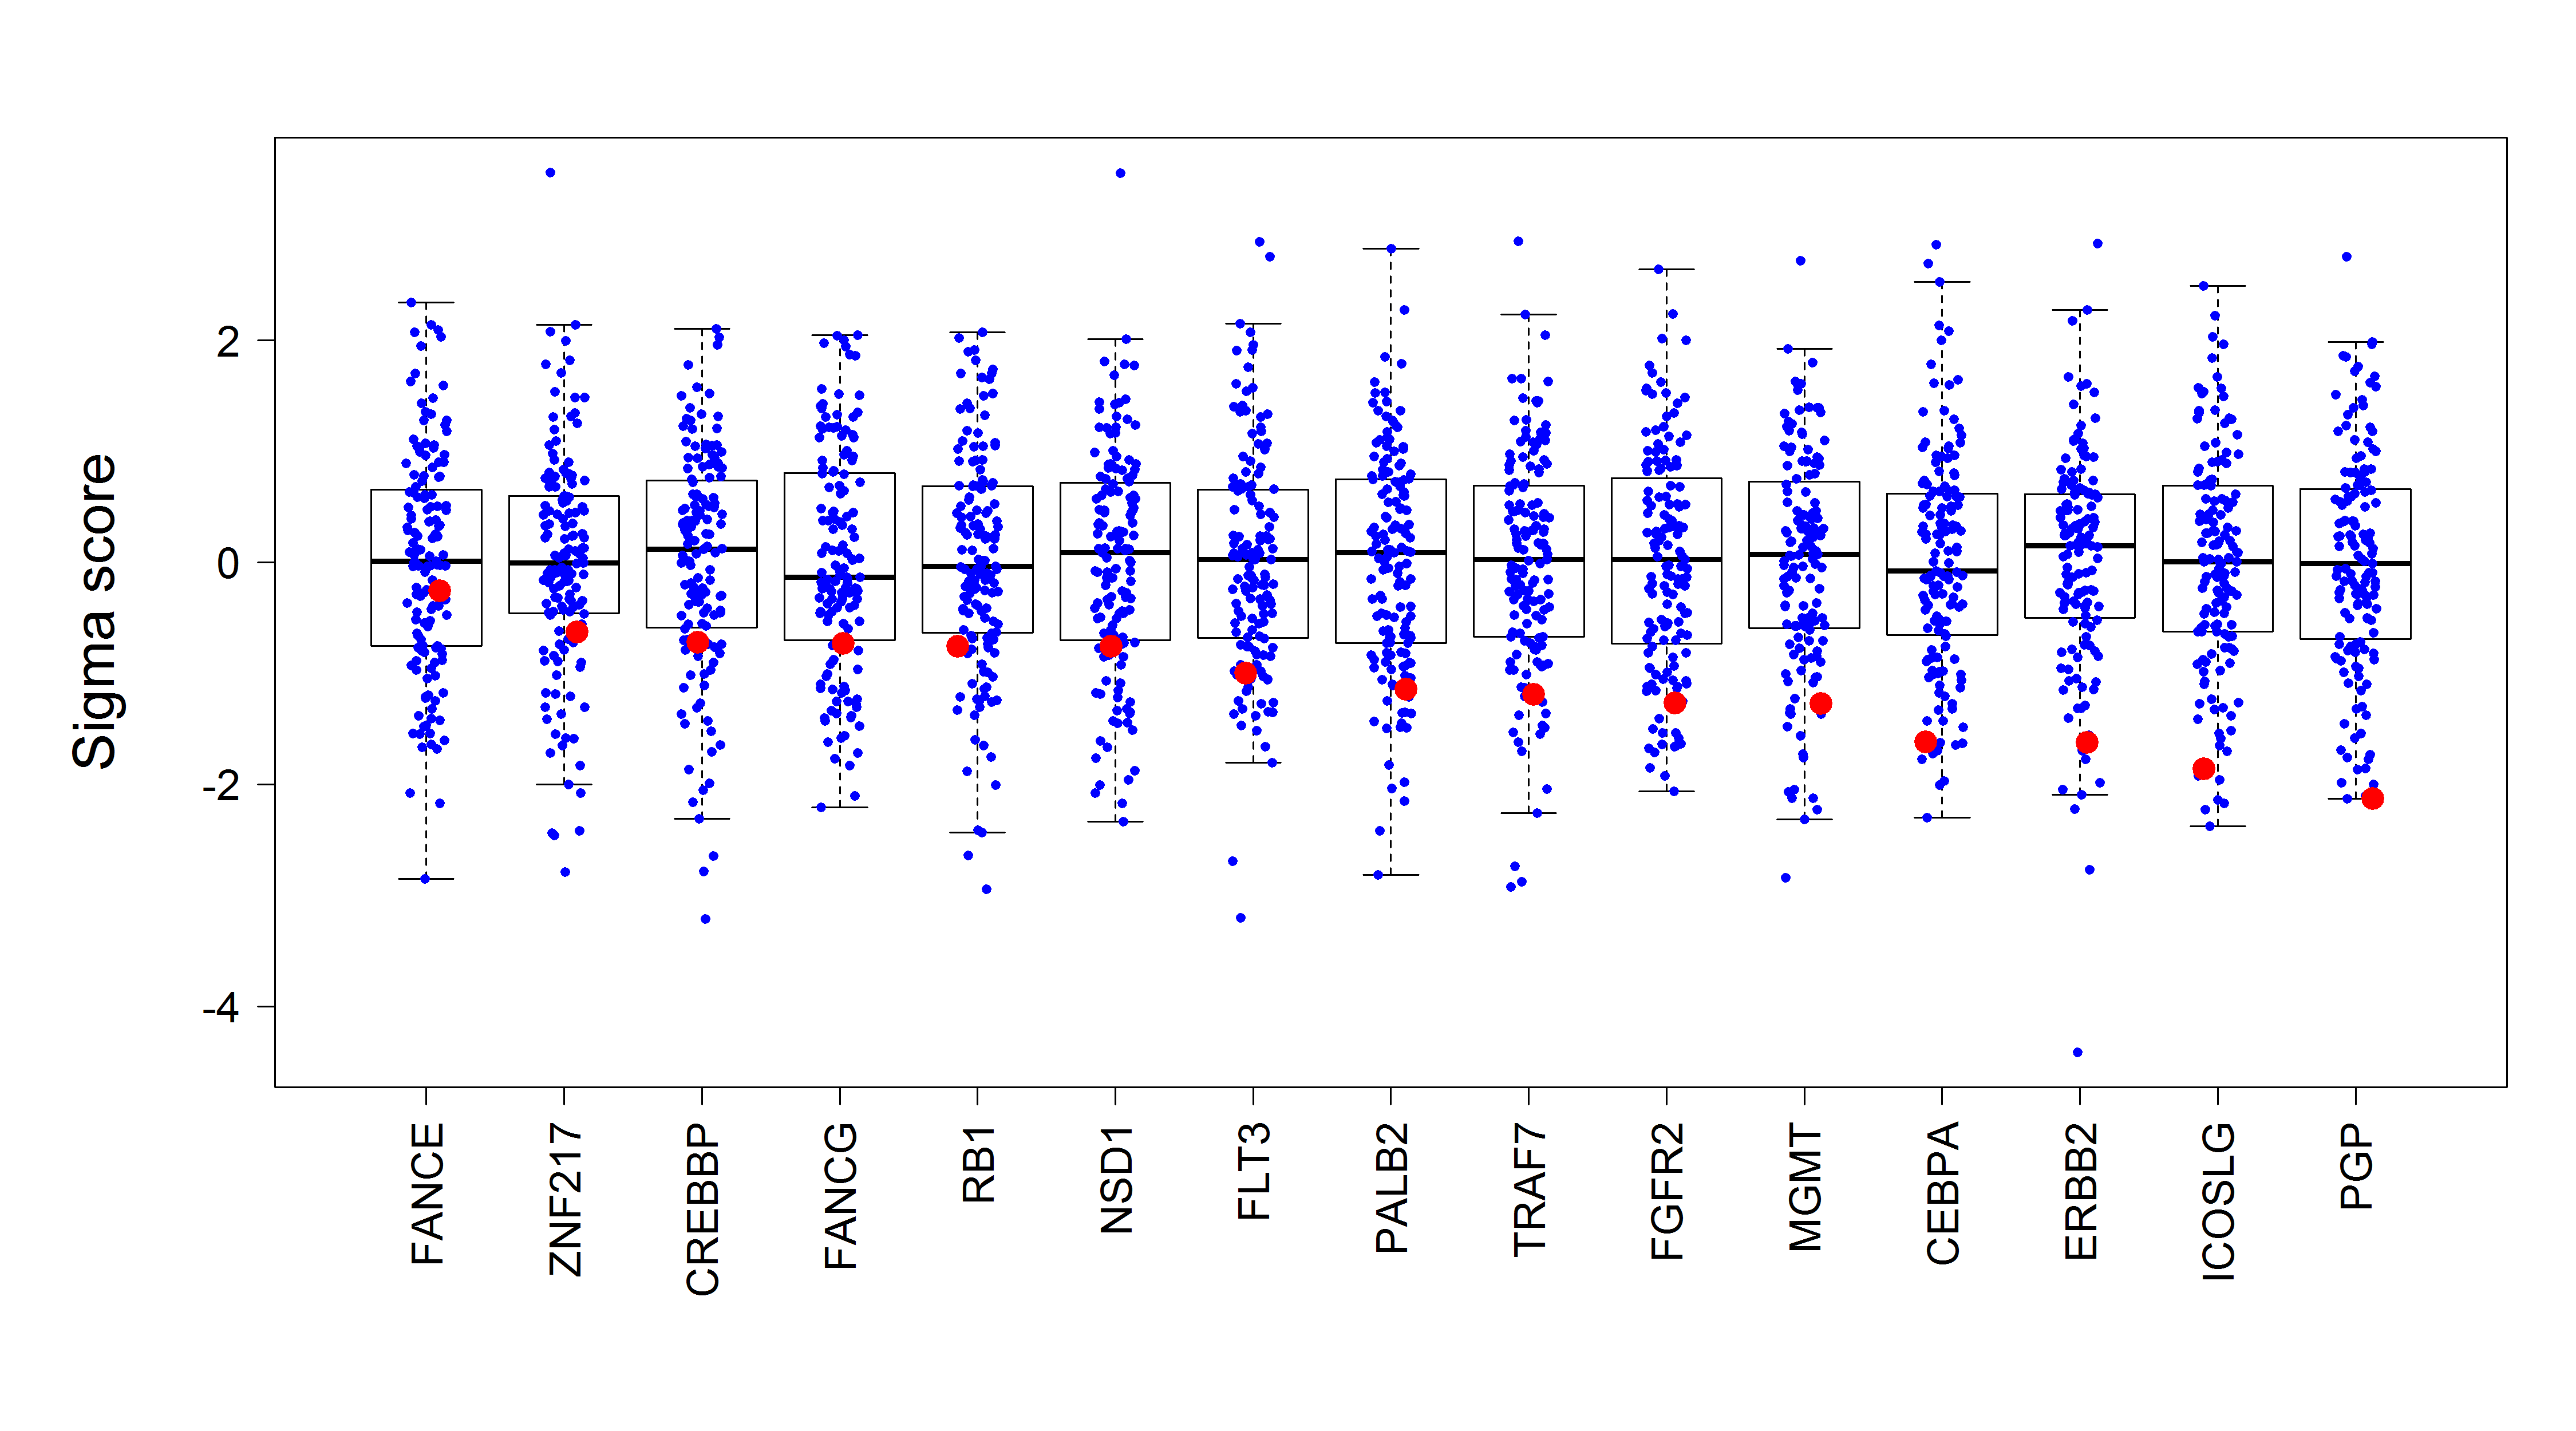 Sigma score
2
0
-2
-4
FANCE
ZNF217
CREBBP
FANCG
RB1
NSD1
FLT3
PALB2
TRAF7
FGFR2
MGMT
CEBPA
ERBB2
ICOSLG
PGP